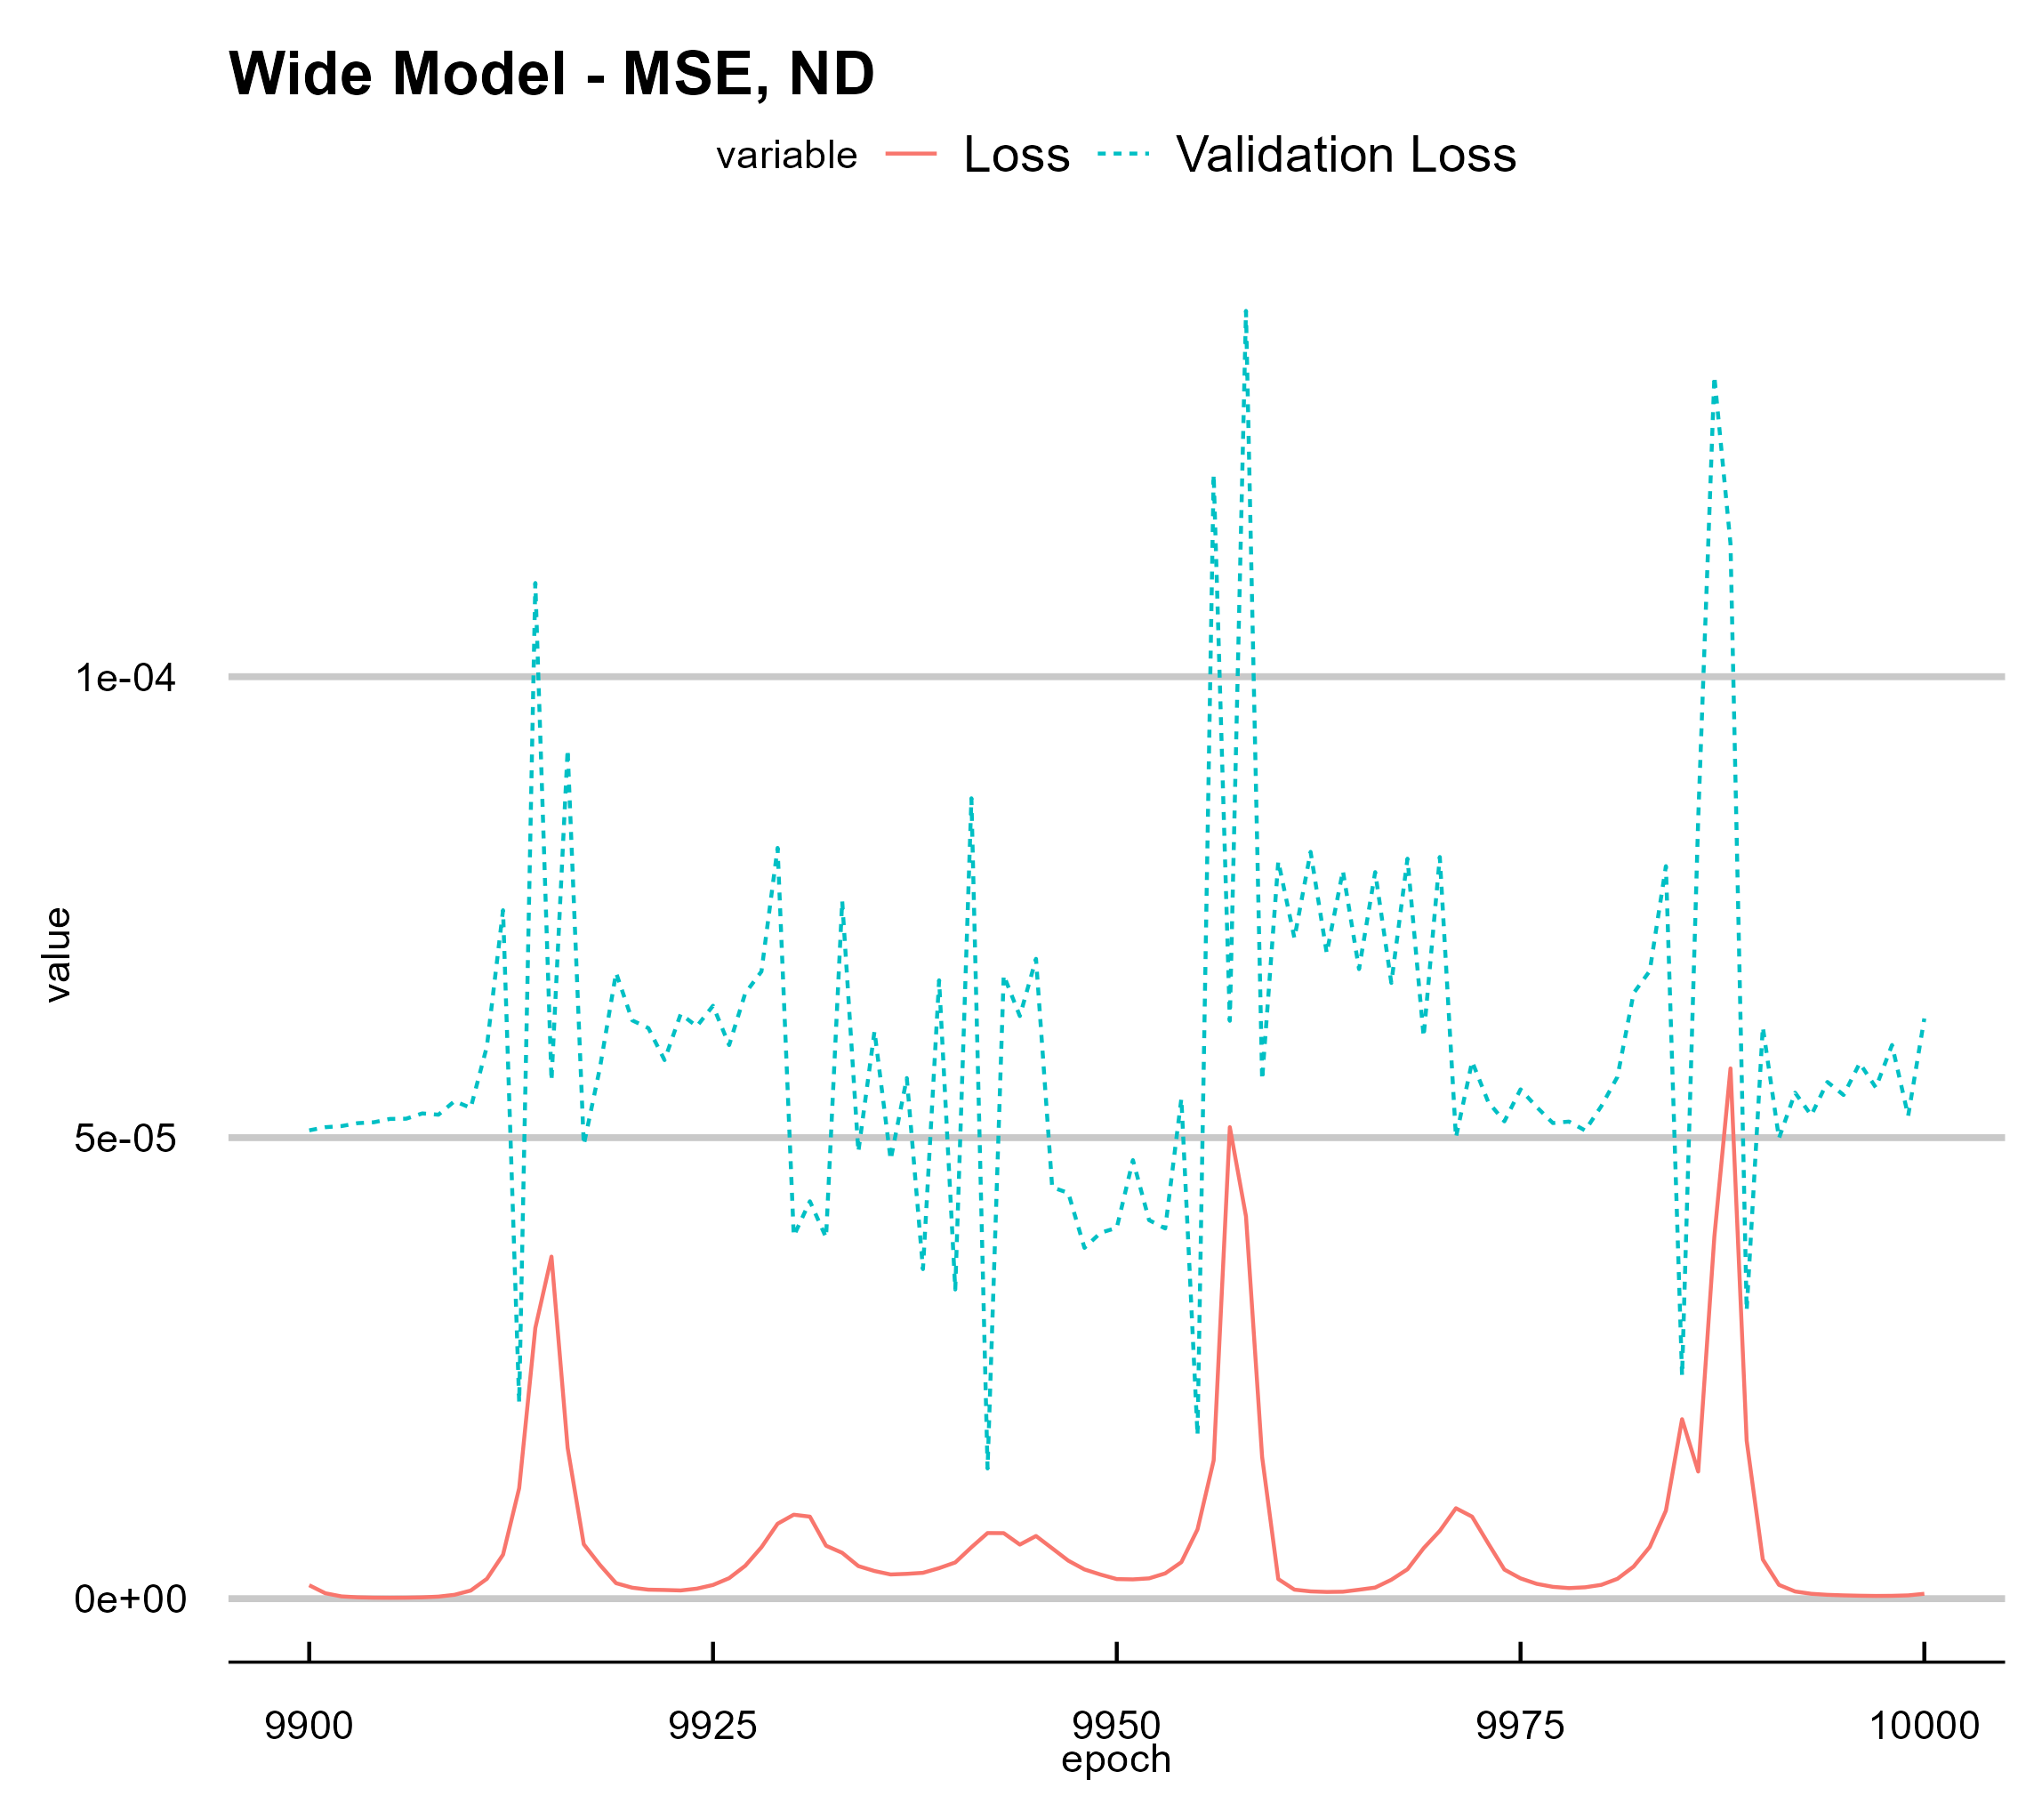 Wide Model - MSE, ND
variable Loss Validation Loss
1e-04
5e-05
0e+00
value
9900 9925 9950 9975 10000
epoch